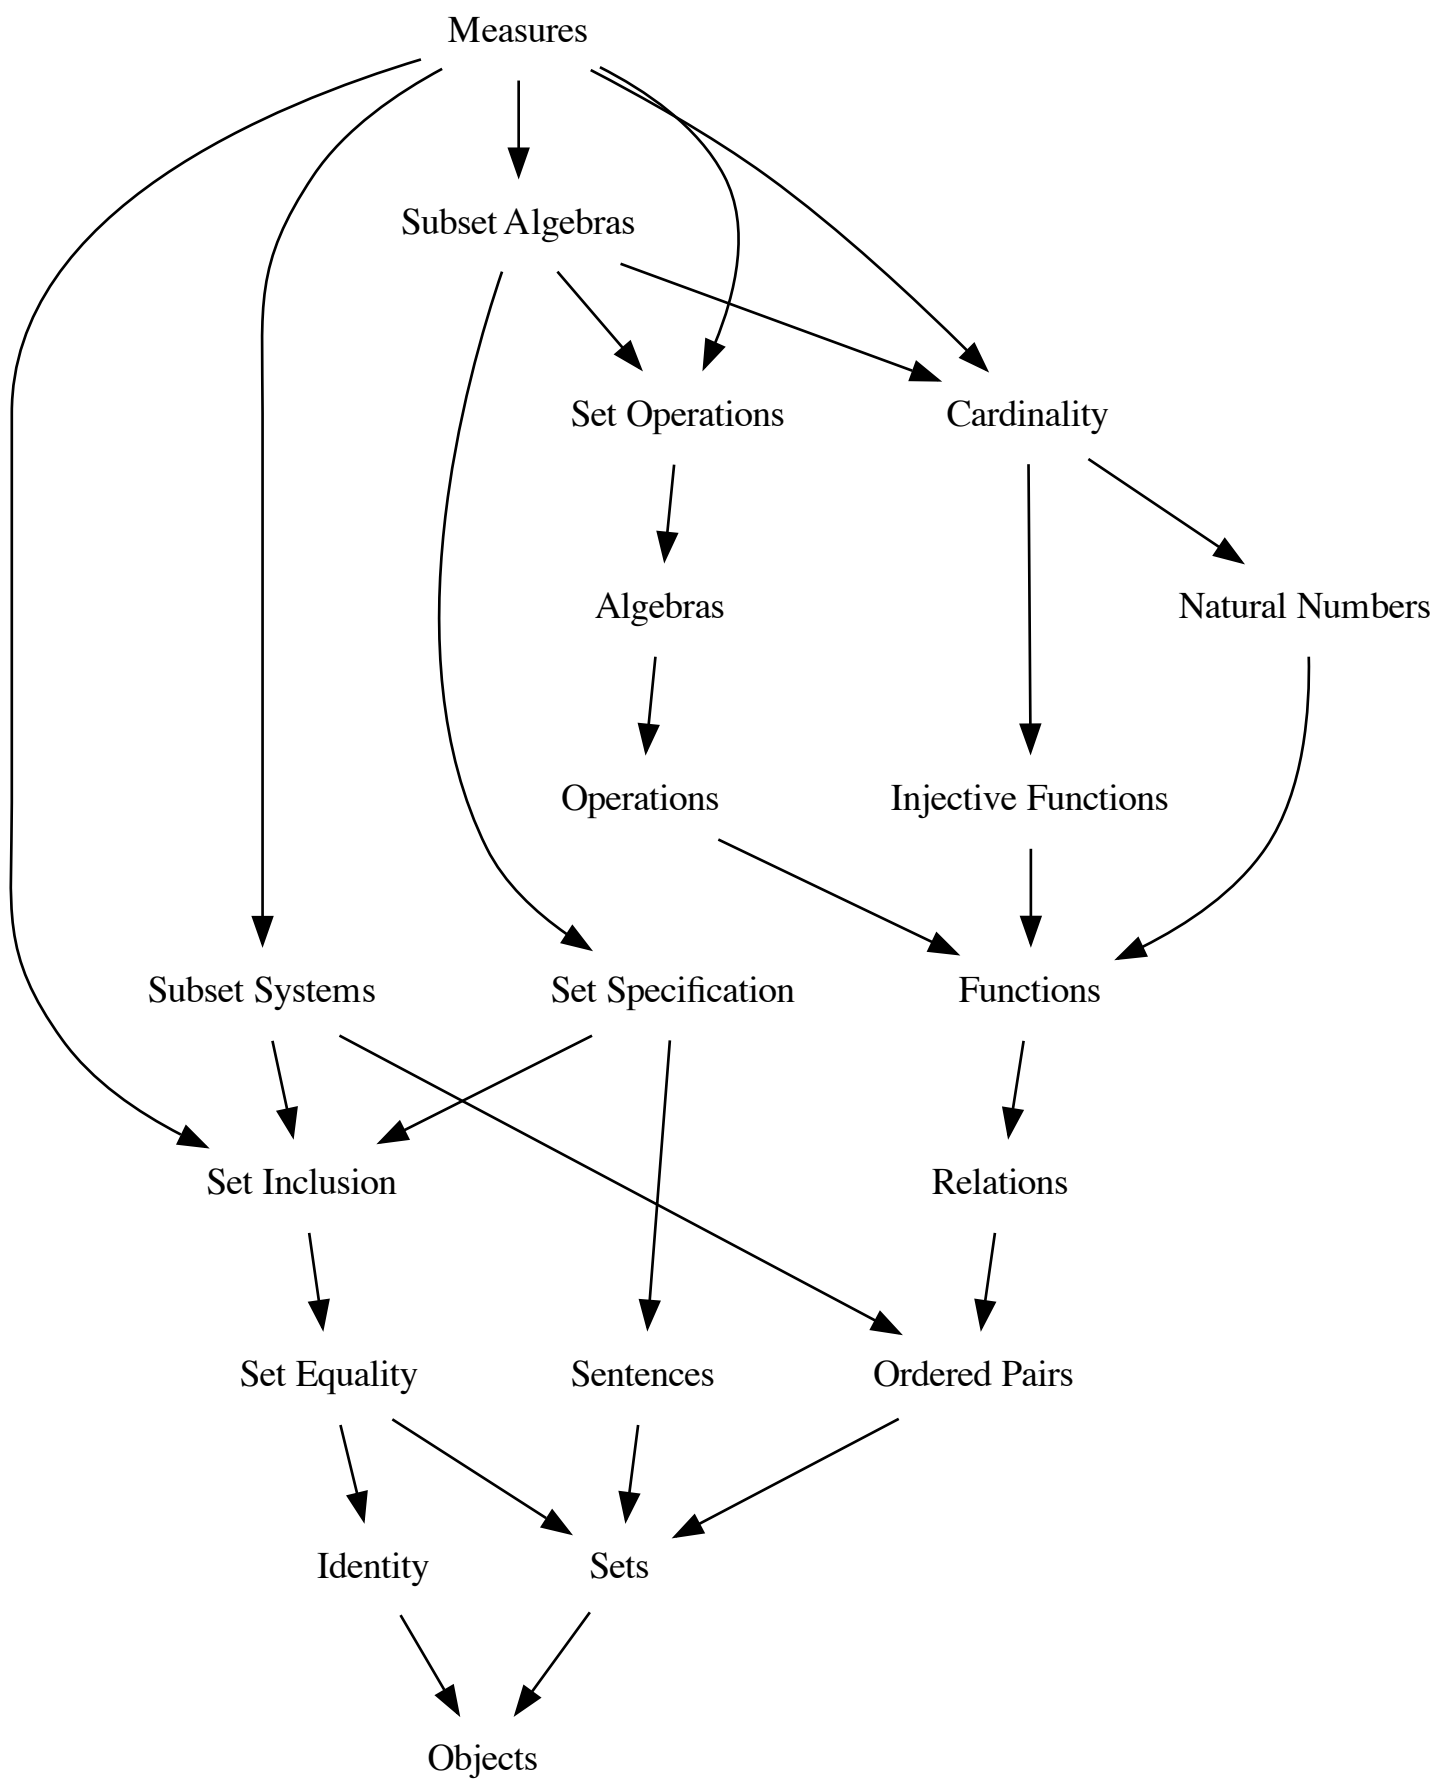 Measures
Subset Algebras
Set Operations
Cardinality
Algebras
Natural Numbers
Operations
Injective Functions
Subset Systems
Set Specification
Functions
Set Inclusion
Relations
Set Equality
Sentences
Ordered Pairs
Identity
Sets
Objects